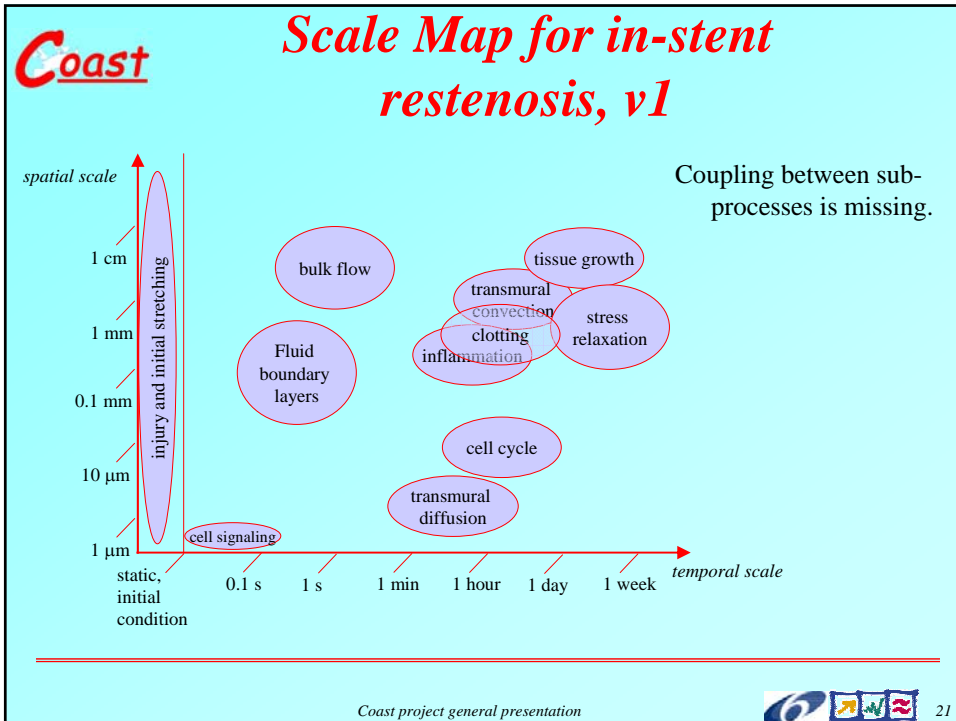 Coast
Scale Map for in-stent
restenosis, v1
spatial scale
Coupling between sub-
processes is missing.
1 cm
1 mm
0.1 mm
10 µm
1 µm
injury and initial stretching
bulk flow
tissue growth
transmural
convection
stress
relaxation
clotting
inflammation
Fluid
boundary
layers
cell cycle
transmural
diffusion
cell signaling
static,
initial
condition
0.1 s
1 s
1 min
1 hour
1 day
1 week
temporal scale
Coast project general presentation
21